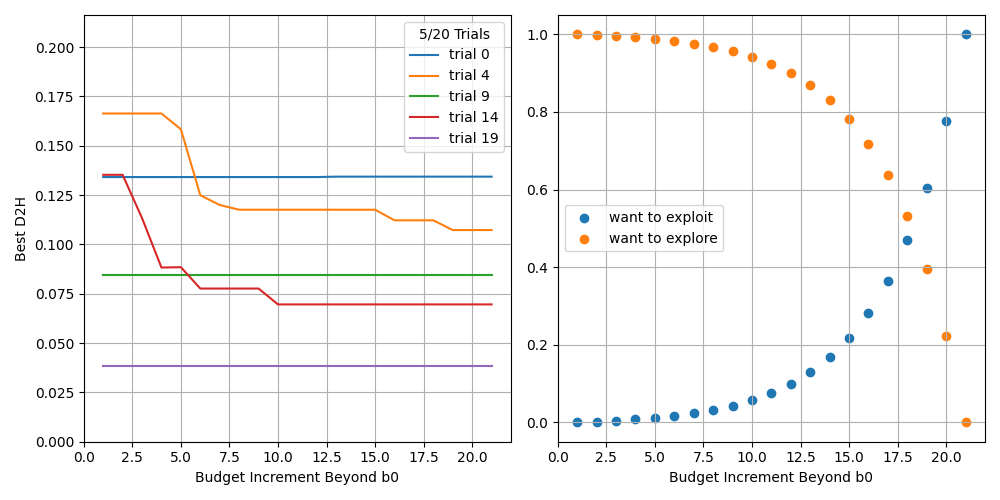 5/20 Trials
trial 0
trial 4
trial 9
trial 14
trial 19
0.200
0.175
0.150
0.125
0.100
0.075
0.050
0.025
0.000
Best D2H
0.0 2.5 5.0 7.5 10.0 12.5 15.0 17.5 20.0
Budget Increment Beyond b0
1.0
0.8
0.6
0.4
0.2
0.0
want to exploit
want to explore
0.0 2.5 5.0 7.5 10.0 12.5 15.0 17.5 20.0
Budget Increment Beyond b0